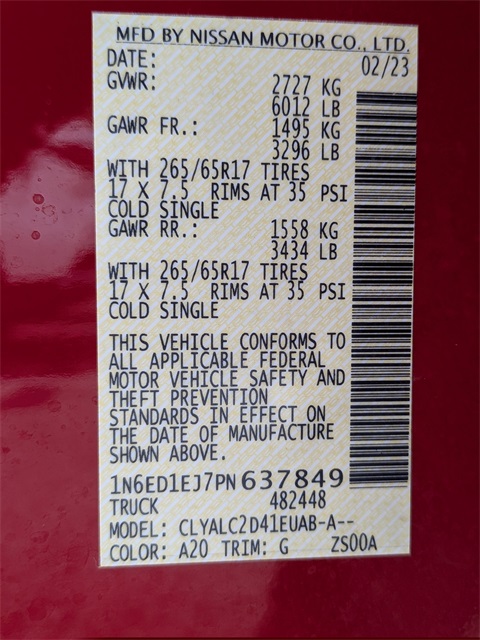 MFD BY NISSAN MOTOR CO., LTD.
DATE: 02/23
GVWR: 2727 KG
6012 LB
GAWR FR.: 1495 KG
3296 LB
WITH 265/65R17 TIRES
17 X 7.5 RIMS AT 35 PSI
COLD SINGLE
GAWR RR.: 1558 KG
3434 LB
WITH 265/65R17 TIRES
17 X 7.5 RIMS AT 35 PSI
COLD SINGLE
THIS VEHICLE CONFORMS TO
ALL APPLICABLE FEDERAL
MOTOR VEHICLE SAFETY AND
THEFT PREVENTION
STANDARDS IN EFFECT ON
THE DATE OF MANUFACTURE
SHOWN ABOVE.
1N6ED1EJ7PN637849
TRUCK 482448
MODEL: CLYALC2D41EUAB-A--
COLOR: A20 TRIM: G ZS00A